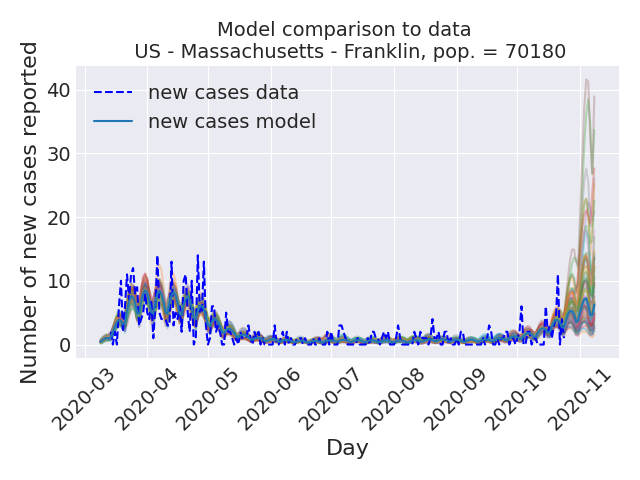 Model comparison to data
US - Massachusetts - Franklin, pop. = 70180
Number of new cases reported
40
30
20
10
0
new cases data
new cases model
2020-03
2020-04
2020-05
2020-06
2020-07
2020-08
2020-09
2020-10
2020-11
Day